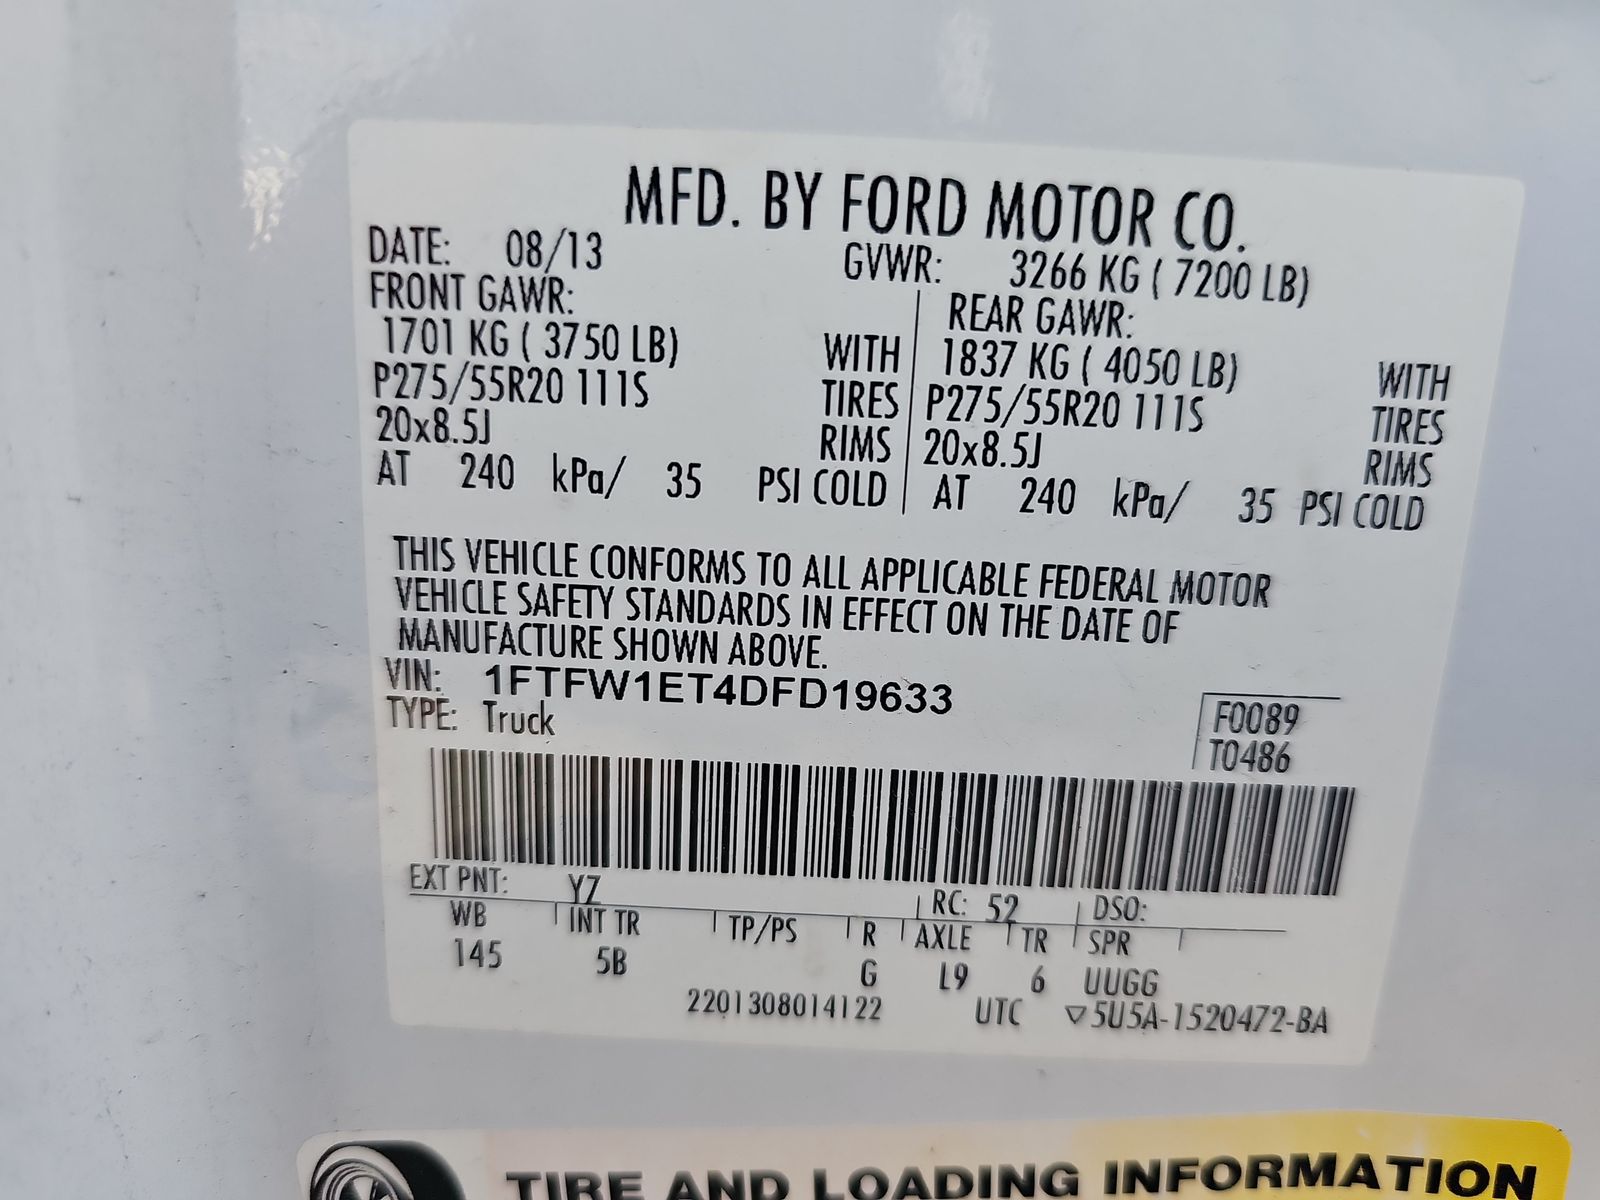 MFD. BY FORD MOTOR CO.
DATE: 08/13 GVWR: 3266 KG ( 7200 LB)
FRONT GAWR: REAR GAWR:
1701 KG ( 3750 LB) WITH 1837 KG ( 4050 LB) WITH
P275/55R20 111S TIRES P275/55R20 111S TIRES
20x8.5J RIMS 20x8.5J RIMS
AT 240 kPa/ 35 PSI COLD AT 240 kPa/ 35 PSI COLD
THIS VEHICLE CONFORMS TO ALL APPLICABLE FEDERAL MOTOR
VEHICLE SAFETY STANDARDS IN EFFECT ON THE DATE OF
MANUFACTURE SHOWN ABOVE.
VIN: 1FTFW1ET4DFD19633
TYPE: Truck F0089
T0486
EXT PNT: YZ RC: 52 DSO:
WB INT TR TP/PS R AXLE TR SPR
145 5B G L9 6 UUGG
2201308014122 UTC ▽5U5A-1520472-BA
TIRE AND LOADING INFORMATION